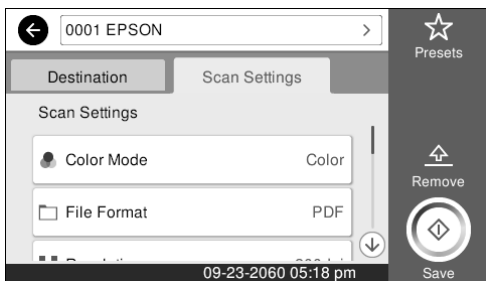 0001 EPSON
Presets
Destination
Scan Settings
Scan Settings
Color Mode
Color
Remove
File Format
PDF
09-23-2060 05:18 pm
Save